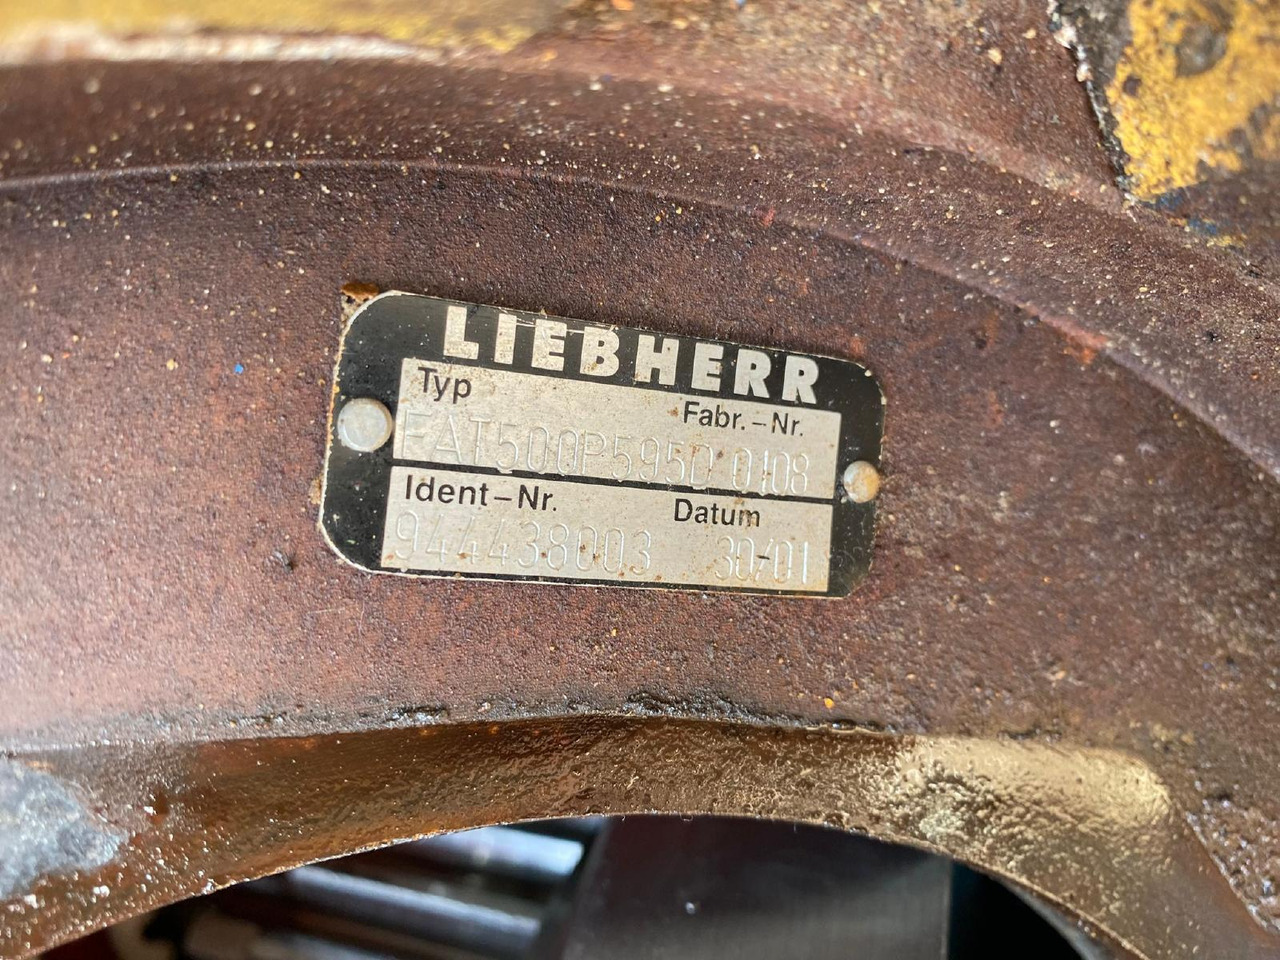 LIEBHERR
Typ Fabr.-Nr.
FAT500P595D 0108
Ident-Nr. Datum
944438003 30/01